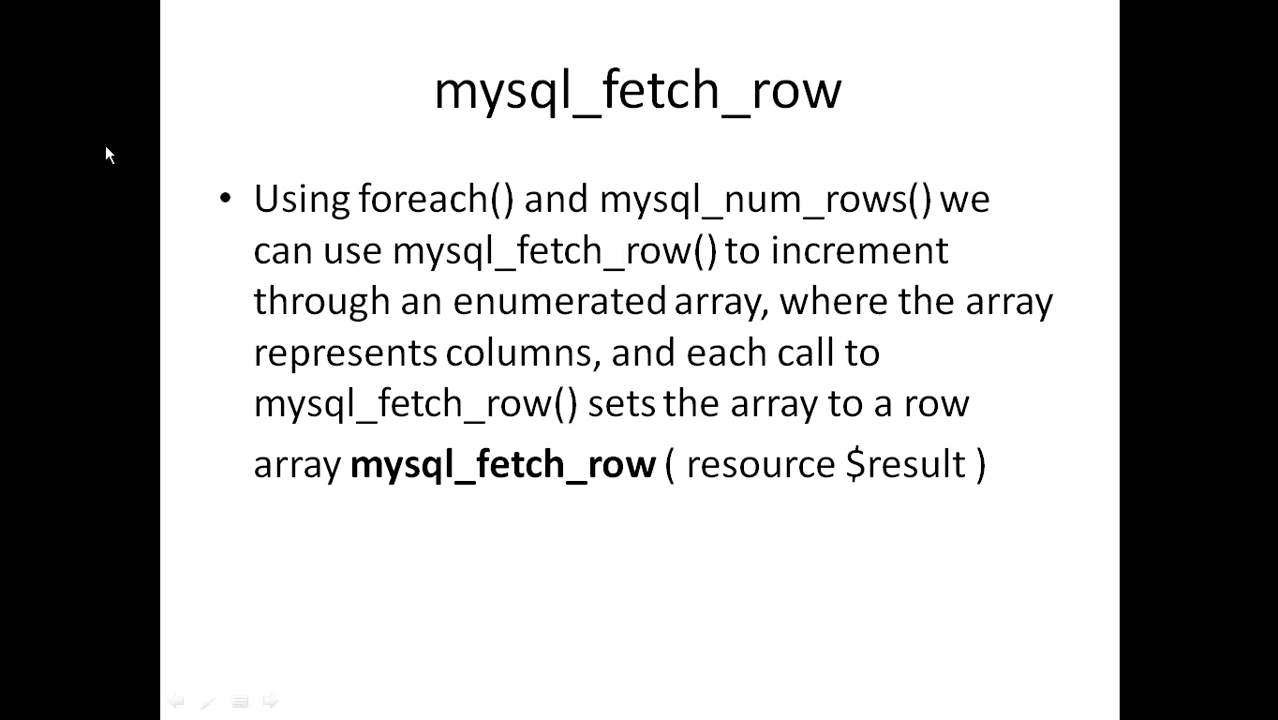 mysql_fetch_row
• Using foreach() and mysql_num_rows() we
can use mysql_fetch_row() to increment
through an enumerated array, where the array
represents columns, and each call to
mysql_fetch_row() sets the array to a row
array mysql_fetch_row ( resource $result )